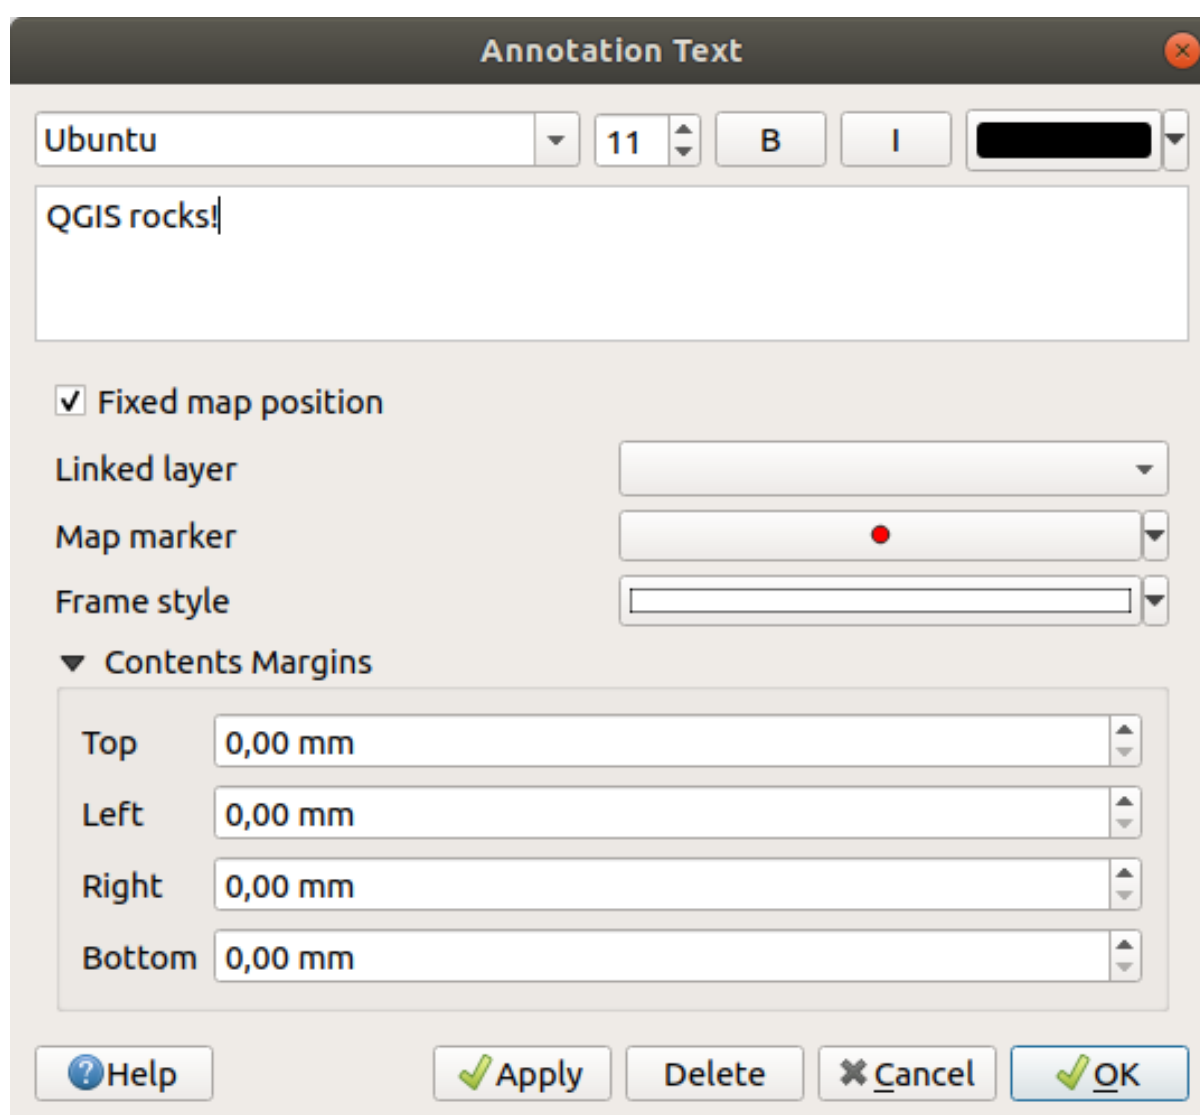 Annotation Text
Ubuntu 11 B I
QGIS rocks!
Fixed map position
Linked layer
Map marker
Frame style
Contents Margins
Top 0,00 mm
Left 0,00 mm
Right 0,00 mm
Bottom 0,00 mm
Help Apply Delete Cancel OK